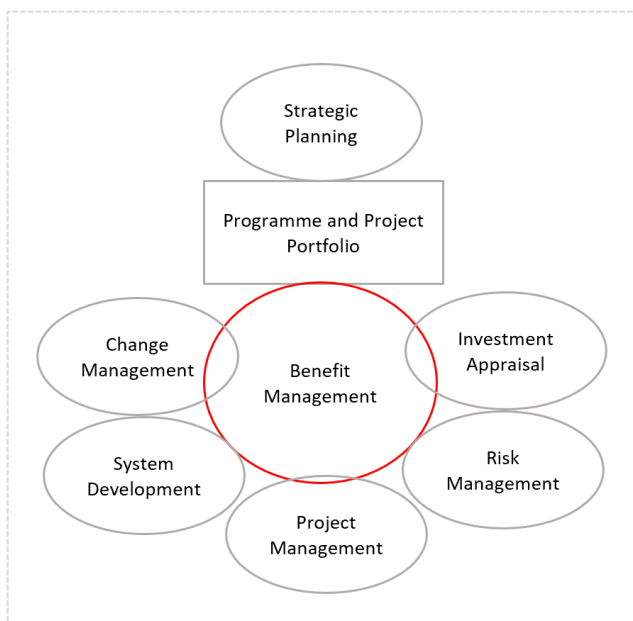 Strategic
Planning
Programme and Project
Portfolio
Change
Management
Benefit
Management
Investment
Appraisal
System
Development
Risk
Management
Project
Management